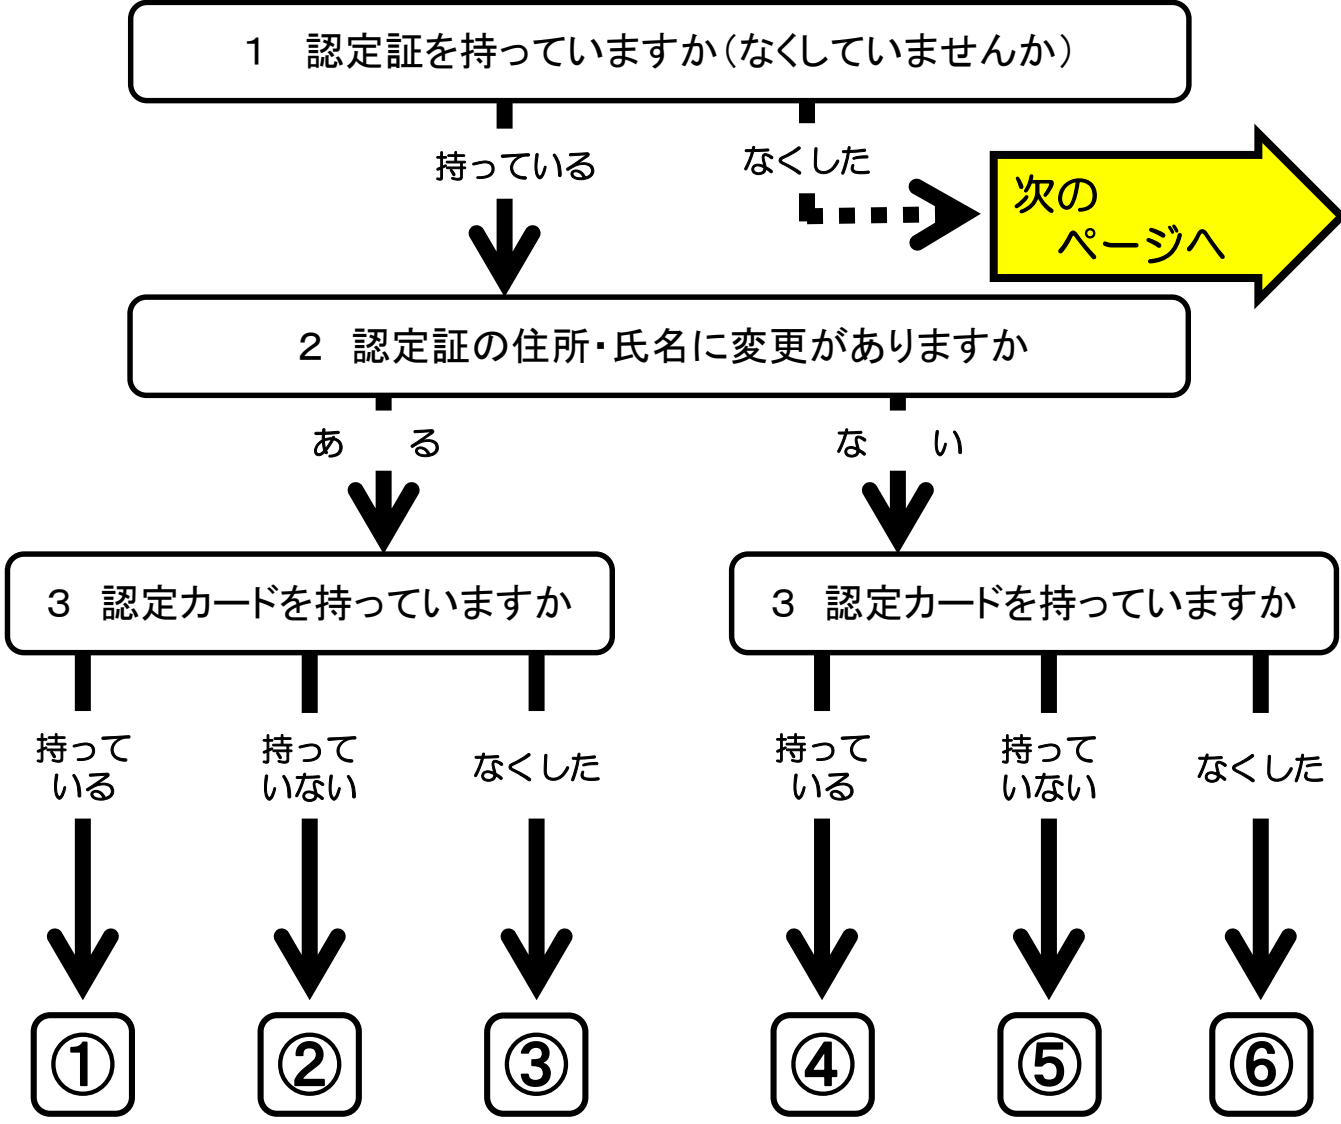 １　認定証を持っていますか（なくしていませんか）
持っている
なくした
次の
ページへ
２　認定証の住所・氏名に変更がありますか
あ　る
な　い
３　認定カードを持っていますか
３　認定カードを持っていますか
持って
いる
持って
いない
なくした
持って
いる
持って
いない
なくした
①
②
③
④
⑤
⑥